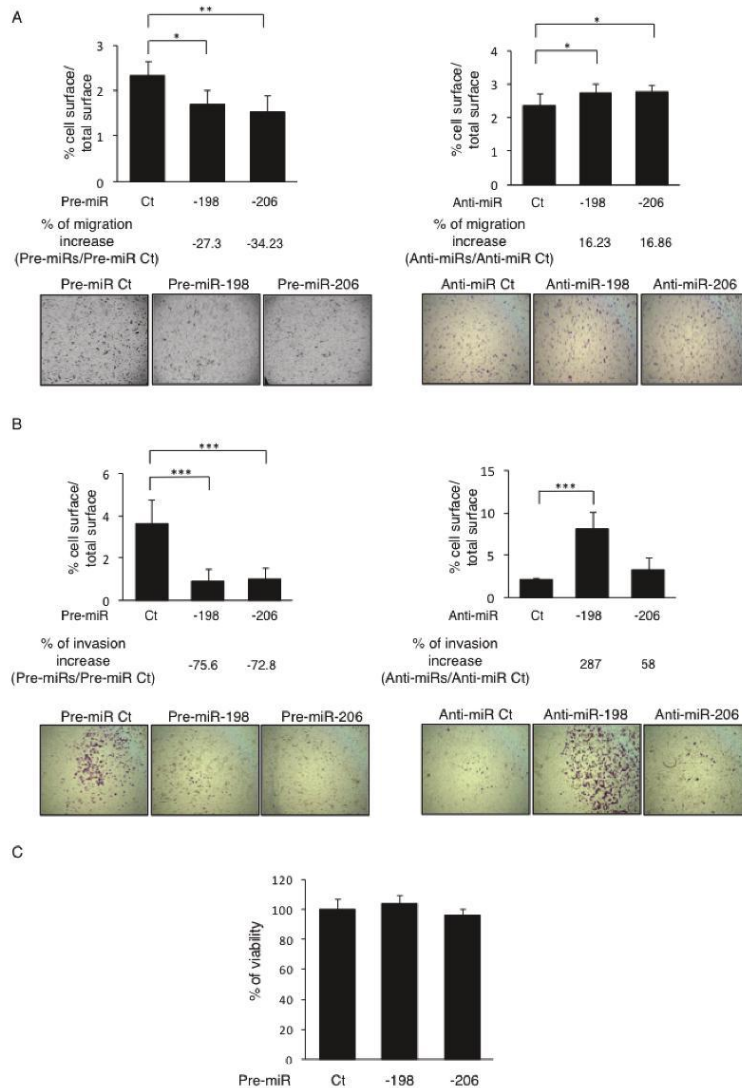 A
** *
* *
3 4
2 3
1 2
0 1
0
% cell surface/
total surface
% cell surface/
total surface
Pre-miR Ct -198 -206 Anti-miR Ct -198 -206
% of migration
increase
(Pre-miRs/Pre-miR Ct)
-27.3 -34.23
% of migration
increase
(Anti-miRs/Anti-miR Ct)
16.23 16.86
Pre-miR Ct Pre-miR-198 Pre-miR-206 Anti-miR Ct Anti-miR-198 Anti-miR-206
B
***
*** ***
6 15
4 10
2 5
0 0
% cell surface/
total surface
% cell surface/
total surface
Pre-miR Ct -198 -206 Anti-miR Ct -198 -206
% of invasion
increase
(Pre-miRs/Pre-miR Ct)
-75.6 -72.8
% of invasion
increase
(Anti-miRs/Anti-miR Ct)
287 58
Pre-miR Ct Pre-miR-198 Pre-miR-206 Anti-miR Ct Anti-miR-198 Anti-miR-206
C
120
100
80
60
40
20
0
% of viability
Pre-miR Ct -198 -206